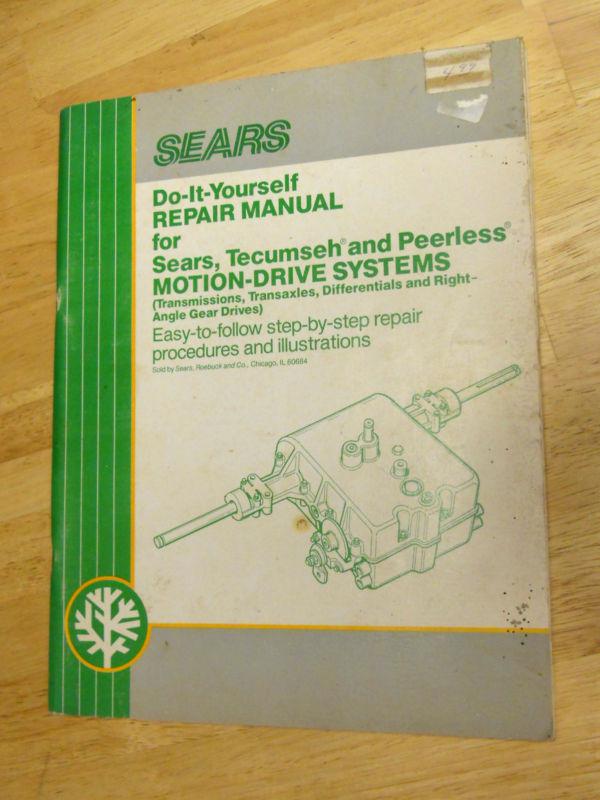 4.99
SEARS
Do-It-Yourself
REPAIR MANUAL
for
Sears, Tecumseh® and Peerless®
MOTION-DRIVE SYSTEMS
(Transmissions, Transaxles, Differentials and Right-
Angle Gear Drives)
Easy-to-follow step-by-step repair
procedures and illustrations
Sold by Sears, Roebuck and Co., Chicago, IL 60684